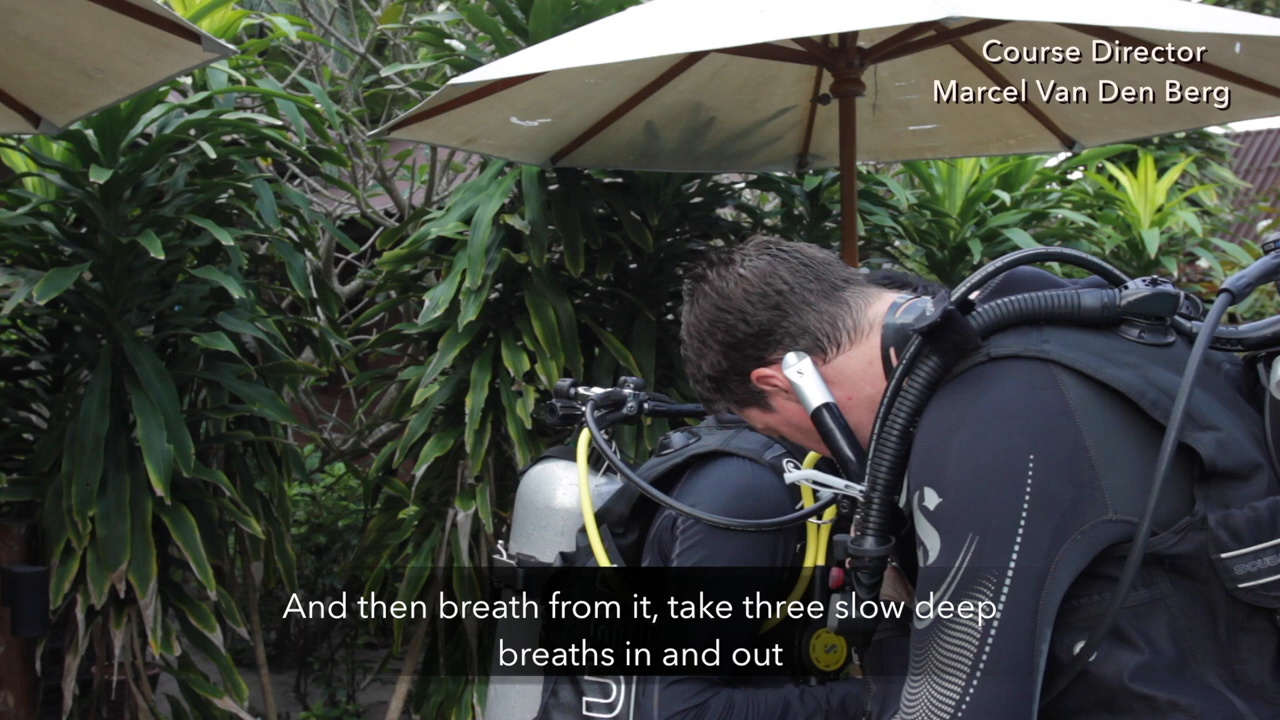 Course Director
Marcel Van Den Berg
S
SCUB
And then breath from it, take three slow deep
breaths in and out